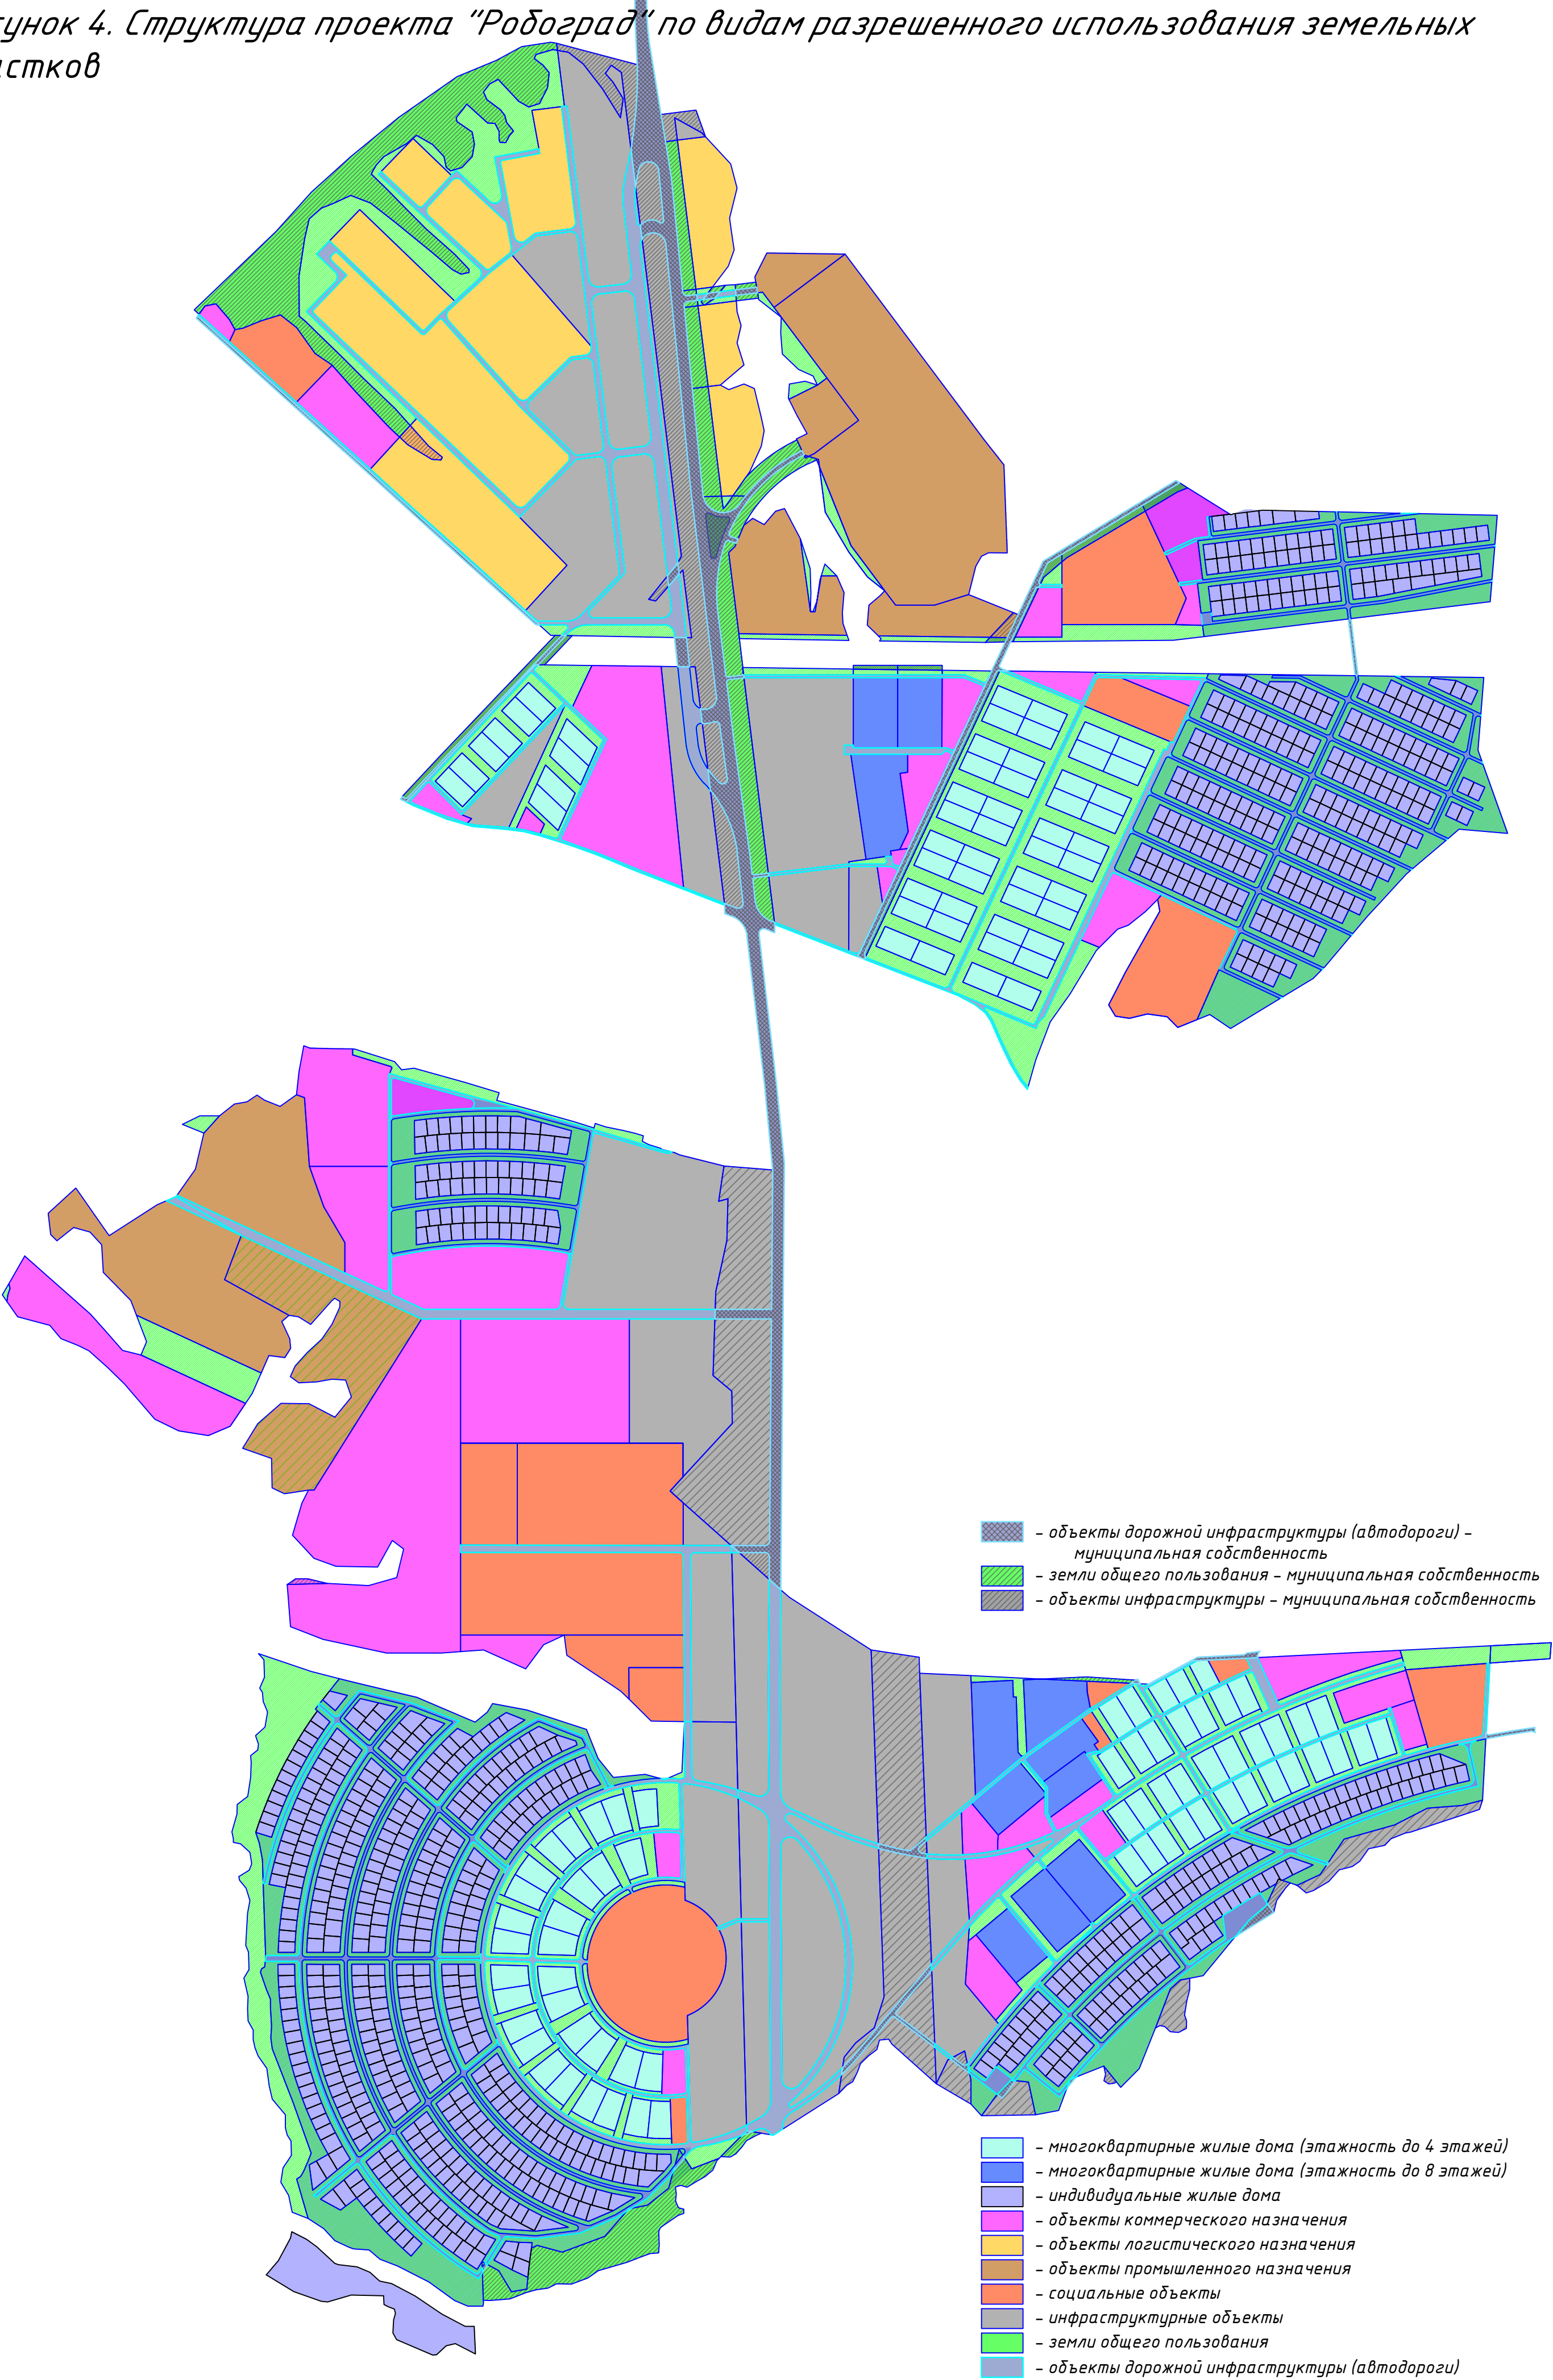 унок 4. Структура проекта "Робоград" по видам разрешенного использования земельных
стков
- объекты дорожной инфраструктуры (автодороги) -
муниципальная собственность
- земли общего пользования - муниципальная собственность
- объекты инфраструктуры - муниципальная собственность
- многоквартирные жилые дома (этажность до 4 этажей)
- многоквартирные жилые дома (этажность до 8 этажей)
- индивидуальные жилые дома
- объекты коммерческого назначения
- объекты логистического назначения
- объекты промышленного назначения
- социальные объекты
- инфраструктурные объекты
- земли общего пользования
- объекты дорожной инфраструктуры (автодороги)